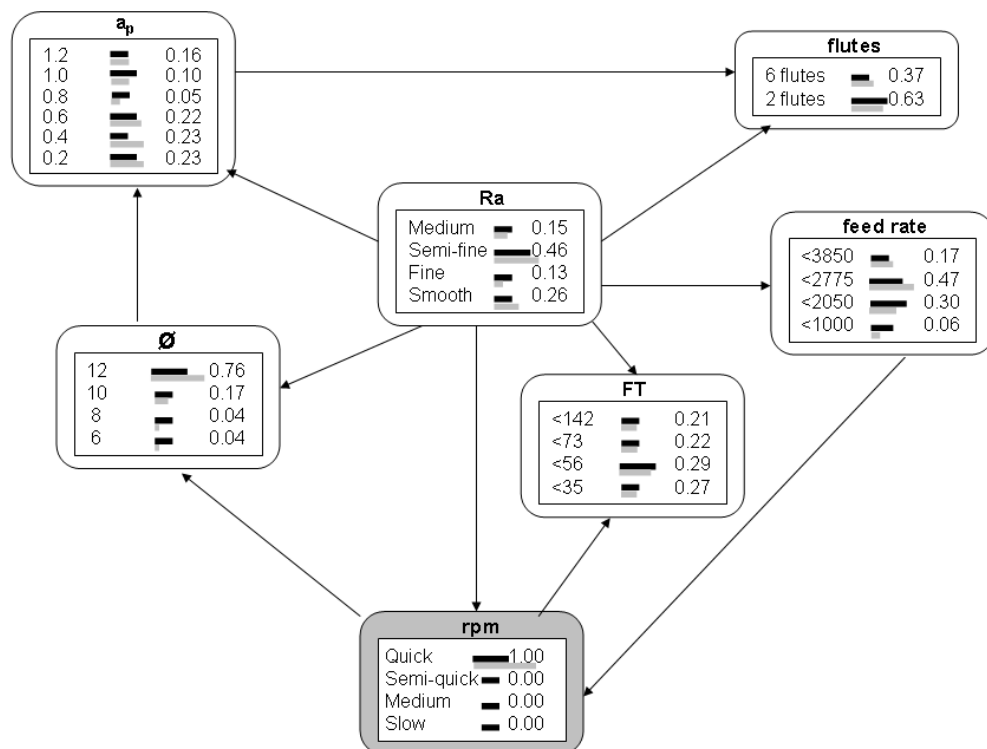 a_p
1.2 0.16
1.0 0.10
0.8 0.05
0.6 0.22
0.4 0.23
0.2 0.23
flutes
6 flutes 0.37
2 flutes 0.63
Ra
Medium 0.15
Semi-fine 0.46
Fine 0.13
Smooth 0.26
feed rate
<3850 0.17
<2775 0.47
<2050 0.30
<1000 0.06
Ø
12 0.76
10 0.17
8 0.04
6 0.04
FT
<142 0.21
<73 0.22
<56 0.29
<35 0.27
rpm
Quick 1.00
Semi-quick 0.00
Medium 0.00
Slow 0.00